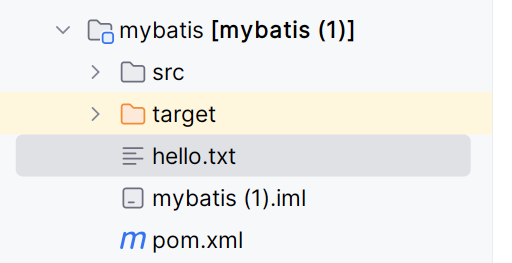 mybatis [mybatis (1)]
src
target
hello.txt
mybatis (1).iml
pom.xml